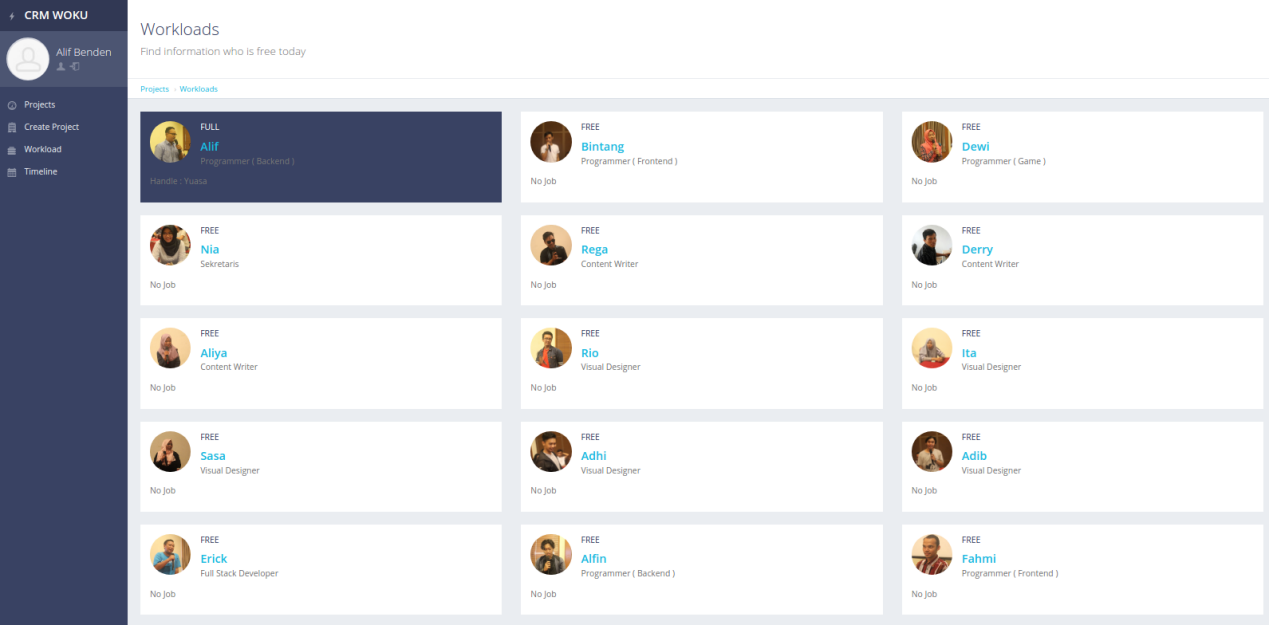 CRM WOKU
Alif Benden
Projects
Create Project
Workload
Timeline
Workloads
Find information who is free today
Projects › Workloads
FULL
Alif
Programmer ( Backend )
Handle : Yuasa
FREE
Bintang
Programmer ( Frontend )
No Job
FREE
Dewi
Programmer ( Game )
No Job
FREE
Nia
Sekretaris
No Job
FREE
Rega
Content Writer
No Job
FREE
Derry
Content Writer
No Job
FREE
Aliya
Content Writer
No Job
FREE
Rio
Visual Designer
No Job
FREE
Ita
Visual Designer
No Job
FREE
Sasa
Visual Designer
No Job
FREE
Adhi
Visual Designer
No Job
FREE
Adib
Visual Designer
No Job
FREE
Erick
Full Stack Developer
No Job
FREE
Alfin
Programmer ( Backend )
No Job
FREE
Fahmi
Programmer ( Frontend )
No Job